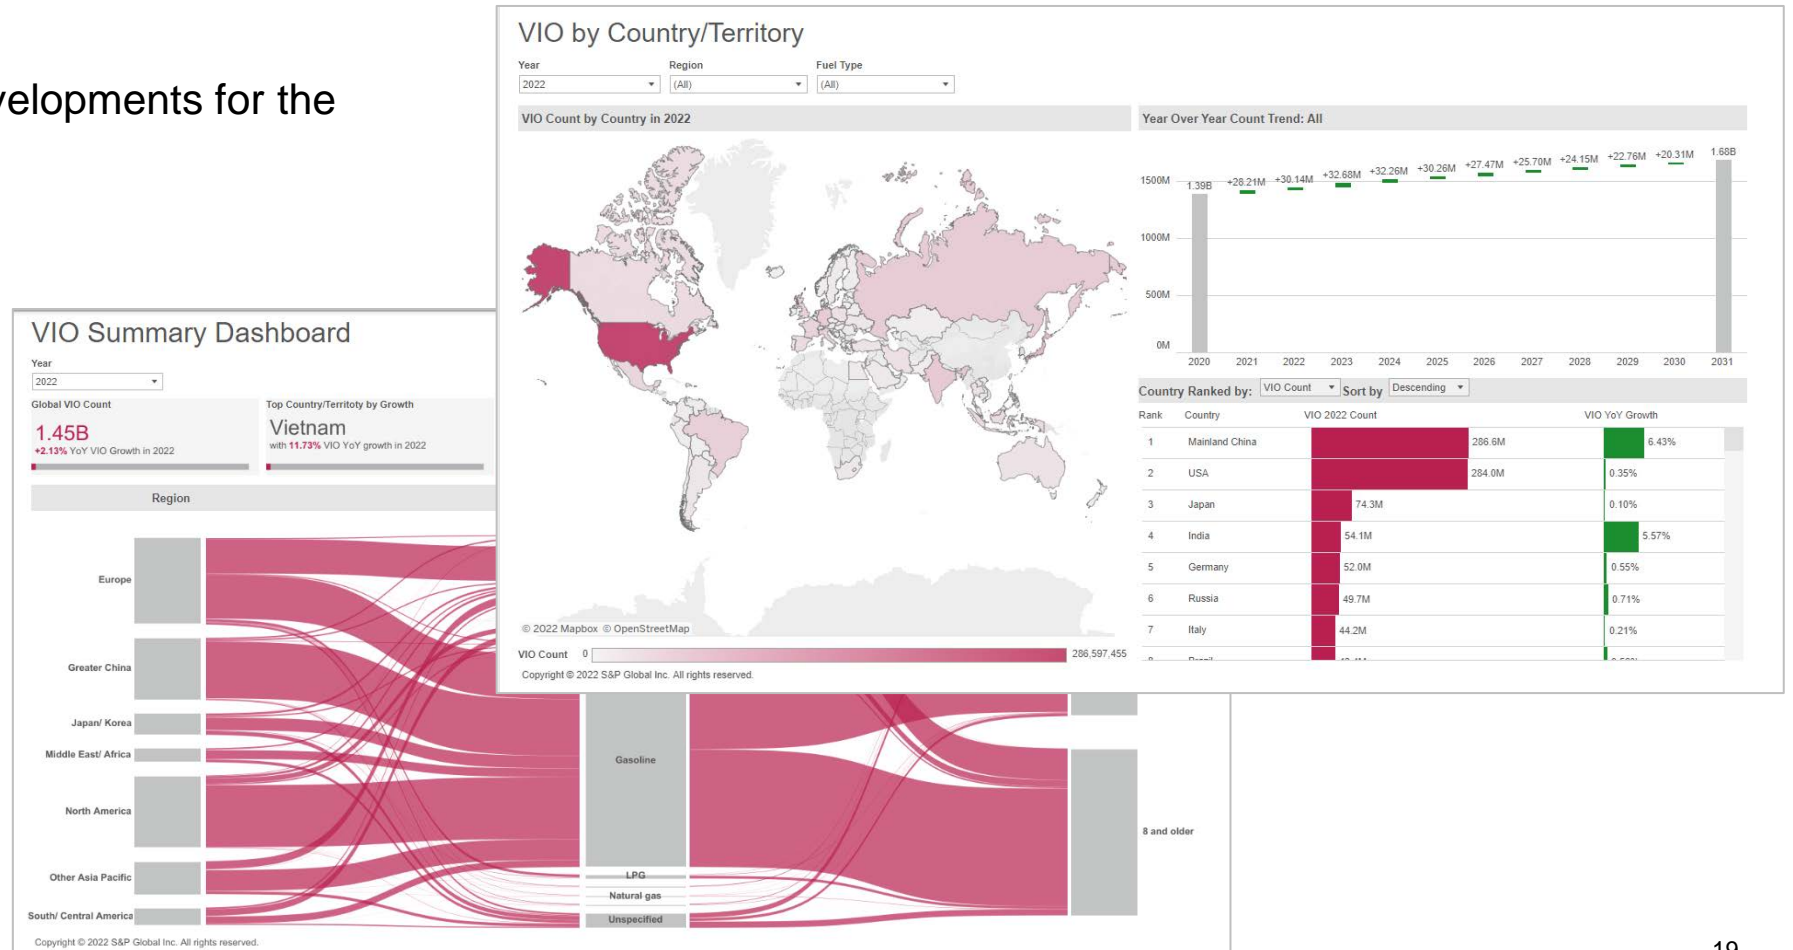 velopments for the
VIO by Country/Territory
Year Region Fuel Type
2022 (All) (All)
VIO Count by Country in 2022
© 2022 Mapbox © OpenStreetMap
VIO Count 0 286,597,455
Copyright © 2022 S&P Global Inc. All rights reserved.
Year Over Year Count Trend: All
1500M
1000M
500M
0M
1.39B +28.21M +30.14M +32.68M +32.26M +30.26M +27.47M +25.70M +24.15M +22.76M +20.31M 1.68B
2020 2021 2022 2023 2024 2025 2026 2027 2028 2029 2030 2031
Country Ranked by: VIO Count Sort by Descending
Rank Country VIO 2022 Count VIO YoY Growth
1 Mainland China 286.6M 6.43%
2 USA 284.0M 0.35%
3 Japan 74.3M 0.10%
4 India 54.1M 5.57%
5 Germany 52.0M 0.55%
6 Russia 49.7M 0.71%
7 Italy 44.2M 0.21%
VIO Summary Dashboard
Year
2022
Global VIO Count
1.45B
+2.13% YoY VIO Growth in 2022
Top Country/Territoty by Growth
Vietnam
with 11.73% VIO YoY growth in 2022
Region
Europe
Greater China
Japan/ Korea
Middle East/ Africa
North America
Other Asia Pacific
South/ Central America
Gasoline
LPG
Natural gas
Unspecified
8 and older
Copyright © 2022 S&P Global Inc. All rights reserved.
19